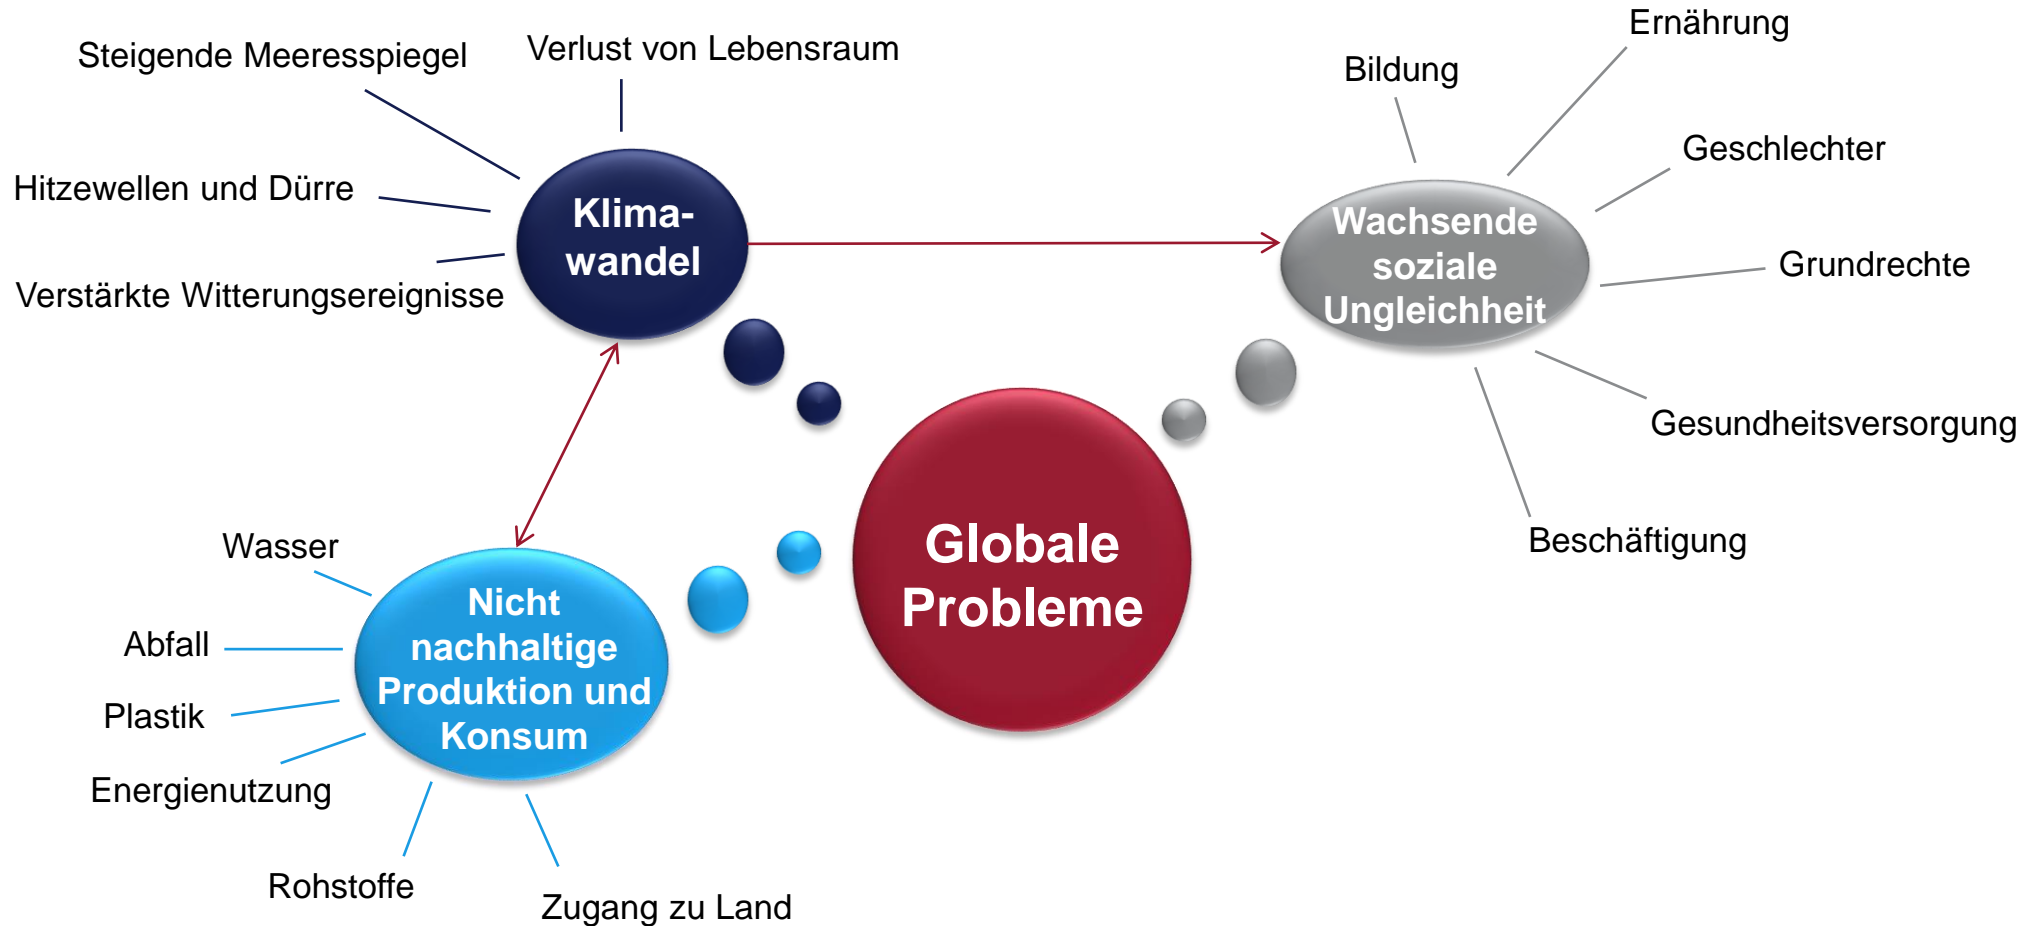 Steigende Meeresspiegel
Verlust von Lebensraum
Hitzewellen und Dürre
Verstärkte Witterungsereignisse
Klima-
wandel
Bildung
Ernährung
Geschlechter
Grundrechte
Gesundheitsversorgung
Beschäftigung
Wachsende
soziale
Ungleichheit
Globale
Probleme
Wasser
Abfall
Plastik
Energienutzung
Rohstoffe
Zugang zu Land
Nicht
nachhaltige
Produktion und
Konsum